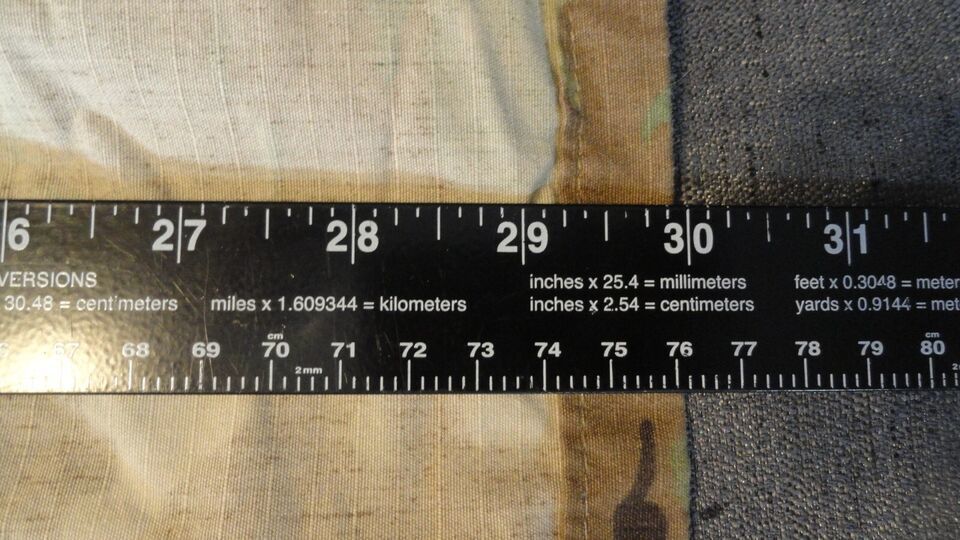 6 27 28 29 30 31
VERSIONS
30.48 = centimeters
miles x 1.609344 = kilometers
inches x 25.4 = millimeters
inches x 2.54 = centimeters
feet x 0.3048 = meter
yards x 0.9144 = met
cm
cm
67 68 69 70 71 72 73 74 75 76 77 78 79 80
2mm
2